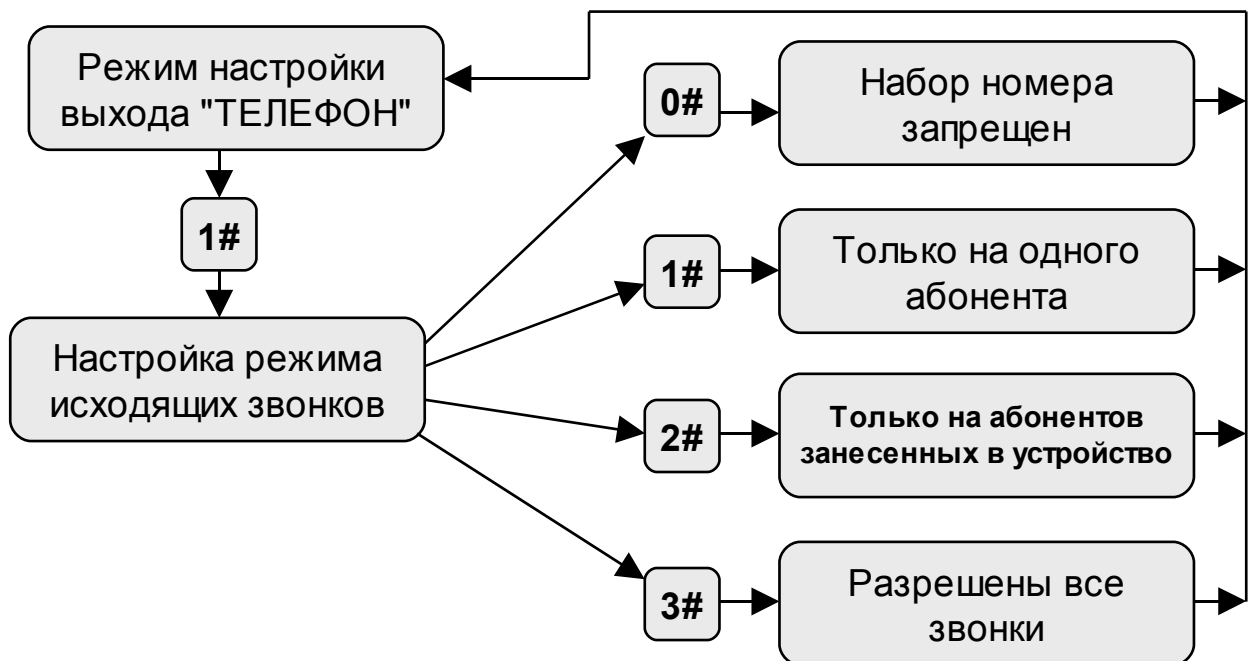 Режим настройки
выхода "ТЕЛЕФОН"
1#
Настройка режима
исходящих звонков
0#
Набор номера
запрещен
1#
Только на одного
абонента
2#
Только на абонентов
занесенных в устройство
3#
Разрешены все
звонки